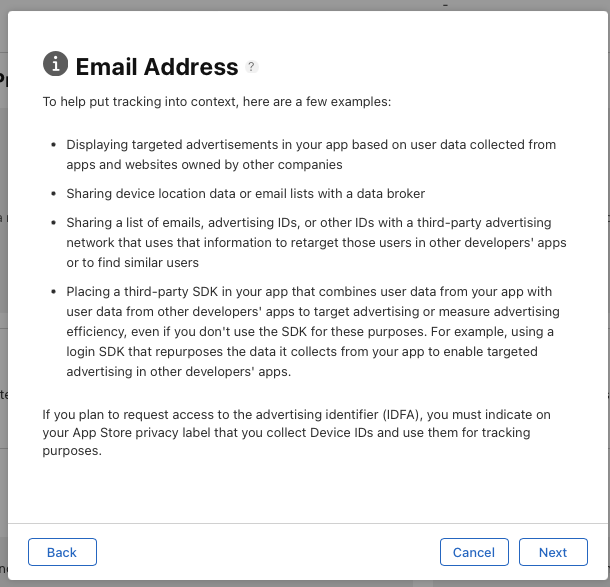 Email Address ?
To help put tracking into context, here are a few examples:
• Displaying targeted advertisements in your app based on user data collected from
apps and websites owned by other companies
• Sharing device location data or email lists with a data broker
• Sharing a list of emails, advertising IDs, or other IDs with a third-party advertising
network that uses that information to retarget those users in other developers' apps
or to find similar users
• Placing a third-party SDK in your app that combines user data from your app with
user data from other developers' apps to target advertising or measure advertising
efficiency, even if you don't use the SDK for these purposes. For example, using a
login SDK that repurposes the data it collects from your app to enable targeted
advertising in other developers' apps.
If you plan to request access to the advertising identifier (IDFA), you must indicate on
your App Store privacy label that you collect Device IDs and use them for tracking
purposes.
Back
Cancel
Next